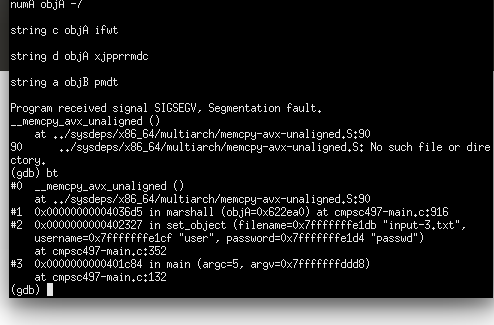 numA objA -7
string c objA ifwt
string d objA xjpprrmdc
string a objB pmdt
Program received signal SIGSEGV, Segmentation fault.
__memcpy_avx_unaligned ()
at ../sysdeps/x86_64/multiarch/memcpy-avx-unaligned.S:90
90 ../sysdeps/x86_64/multiarch/memcpy-avx-unaligned.S: No such file or dire
ctory.
(gdb) bt
#0 __memcpy_avx_unaligned ()
at ../sysdeps/x86_64/multiarch/memcpy-avx-unaligned.S:90
#1 0x00000000004036d5 in marshall (objA=0x622ea0) at cmpsc497-main.c:916
#2 0x0000000000402327 in set_object (filename=0x7fffffffe1db "input-3.txt",
username=0x7fffffffe1cf "user", password=0x7fffffffe1d4 "passwd")
at cmpsc497-main.c:352
#3 0x0000000000401c84 in main (argc=5, argv=0x7fffffffddd8)
at cmpsc497-main.c:132
(gdb)